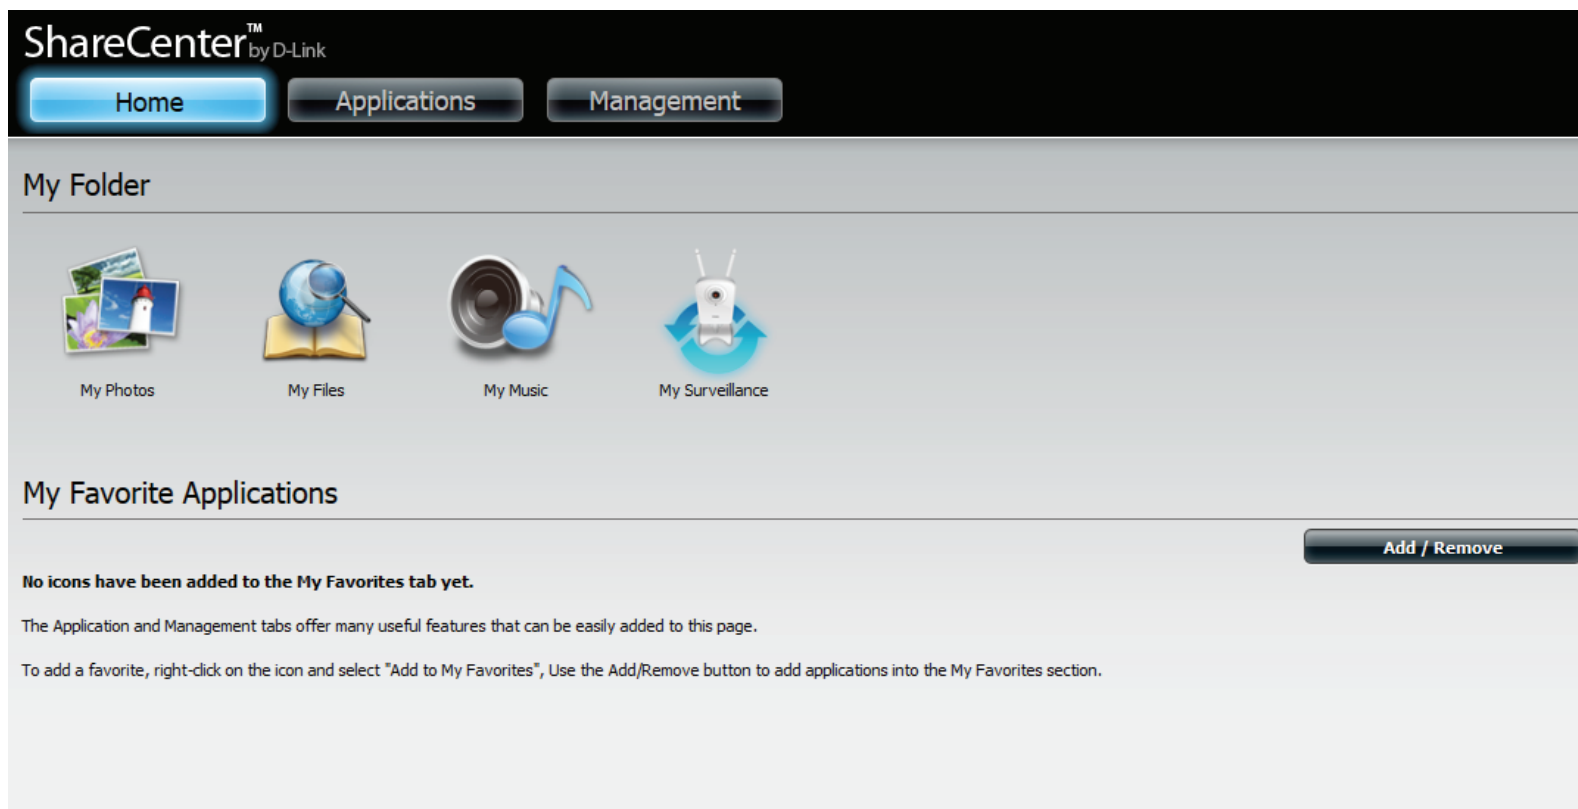 ShareCenter™ by D-Link
Home Applications Management
My Folder
My Photos My Files My Music My Surveillance
My Favorite Applications
Add / Remove
No icons have been added to the My Favorites tab yet.
The Application and Management tabs offer many useful features that can be easily added to this page.
To add a favorite, right-click on the icon and select "Add to My Favorites", Use the Add/Remove button to add applications into the My Favorites section.